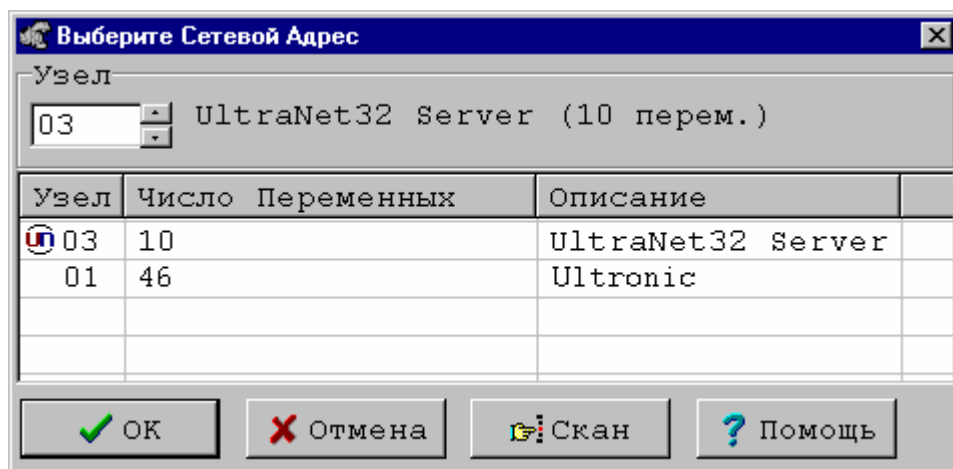 Выберите Сетевой Адрес
Узел
03 UltraNet32 Server (10 перем.)
Узел Число Переменных Описание
un 03 10 UltraNet32 Server
01 46 Ultronic
OK Отмена Скан ? Помощь